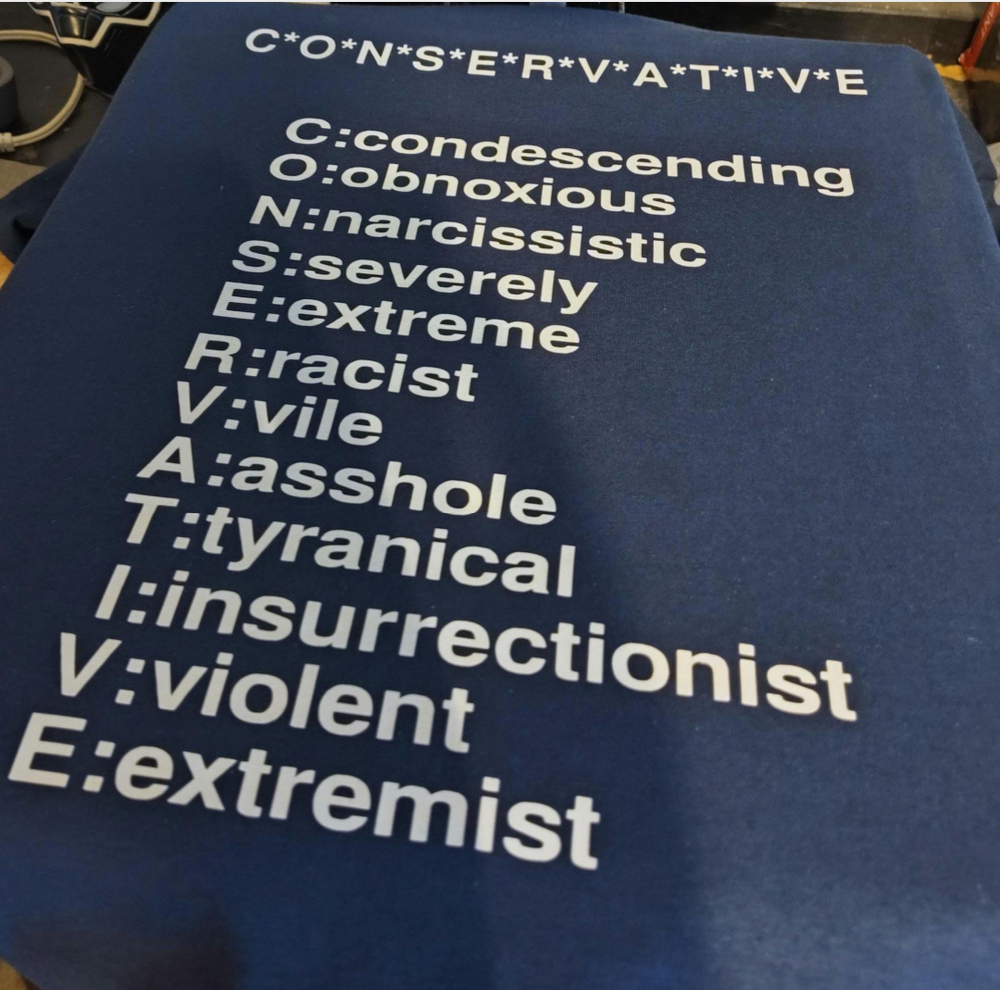 C*O*N*S*E*R*V*A*T*I*V*E
C:condescending
O:obnoxious
N:narcissistic
S:severely
E:extreme
R:racist
V:vile
A:asshole
T:tyranical
I:insurrectionist
V:violent
E:extremist